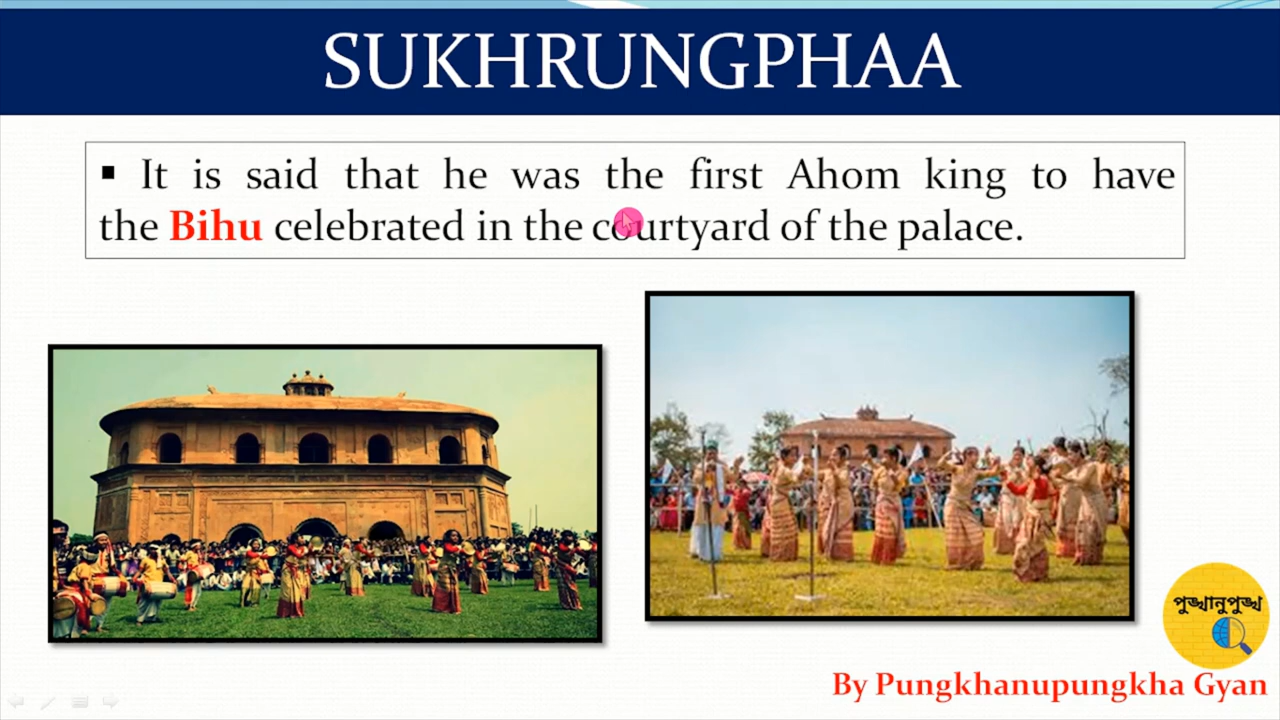 SUKHRUNGPHAA
▪ It is said that he was the first Ahom king to have
the Bihu celebrated in the courtyard of the palace.
পুঙ্খানুপুঙ্খ
By Pungkhanupungkha Gyan